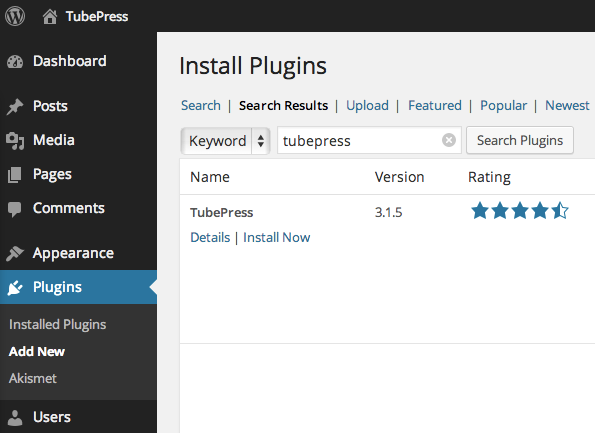 TubePress
Dashboard
Posts
Media
Pages
Comments
Appearance
Plugins
Installed Plugins
Add New
Akismet
Users
Install Plugins
Search | Search Results | Upload | Featured | Popular | Newest
Keyword tubepress Search Plugins
Name Version Rating
TubePress 3.1.5
Details | Install Now